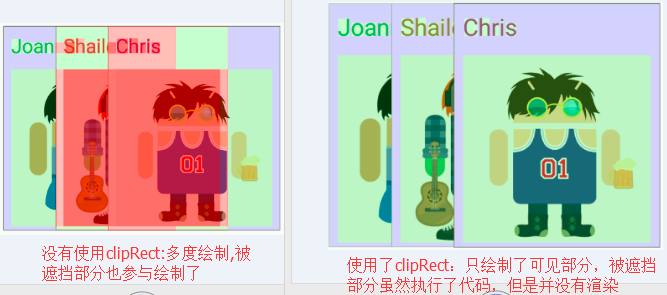 Joan Shaile Chris
01
没有使用clipRect:多度绘制,被
遮挡部分也参与绘制了
Joan Shaile Chris
01
使用了clipRect：只绘制了可见部分，被遮挡
部分虽然执行了代码，但是并没有渲染